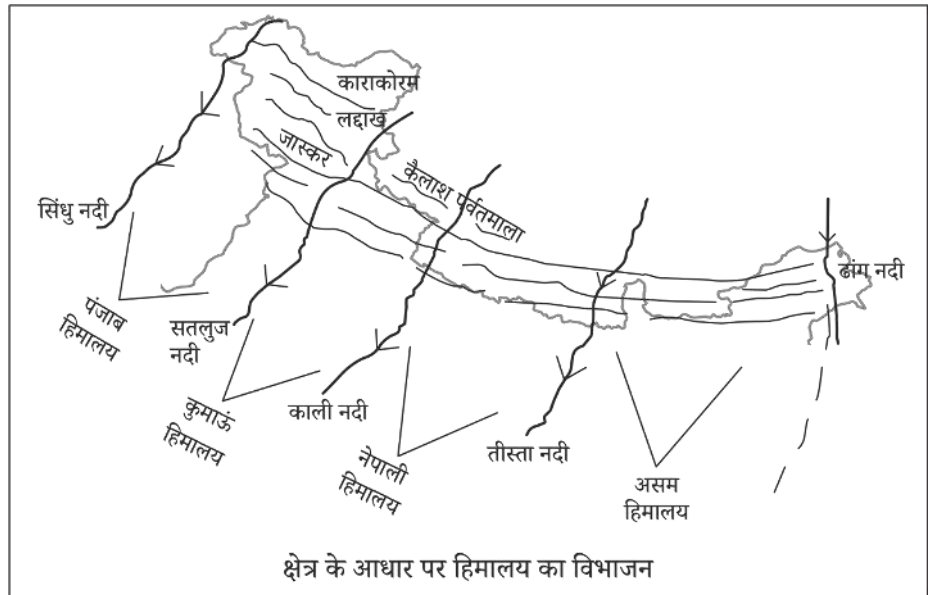 काराकोरम
लद्दाख
जास्कर
कैलाश पर्वतमाला
सिंधु नदी
ढांग नदी
पंजाब
हिमालय
सतलुज
नदी
कुमाऊं
हिमालय
काली नदी
नेपाली
हिमालय
तीस्ता नदी
असम
हिमालय
क्षेत्र के आधार पर हिमालय का विभाजन